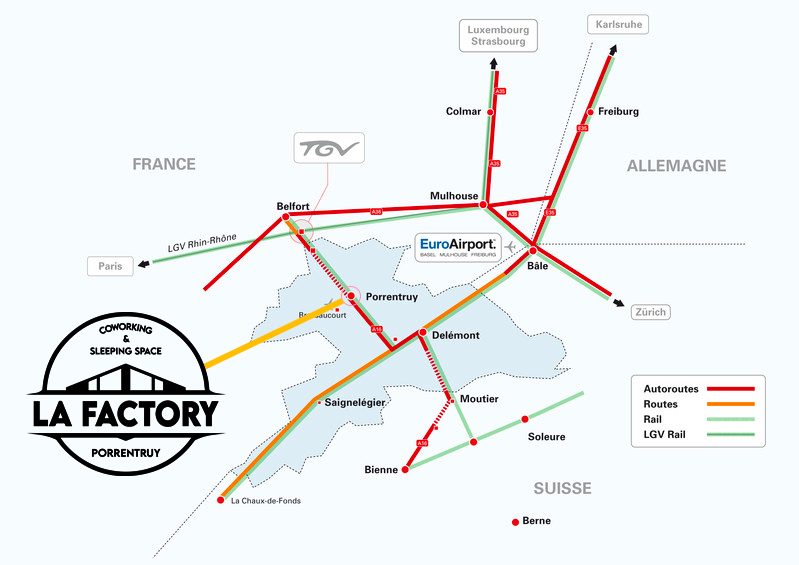 Luxembourg
Strasbourg
Karlsruhe
Colmar
Freiburg
A35
E35
FRANCE
TGV
ALLEMAGNE
A35
Mulhouse
Belfort
A36
A35
E35
LGV Rhin-Rhône
EuroAirport
BASEL MULHOUSE FREIBURG
Paris
Bâle
Porrentruy
Zürich
COWORKING
&
SLEEPING SPACE
A16
Delémont
LA FACTORY
PORRENTRUY
Saignelégier
Moutier
Autoroutes
Routes
Rail
LGV Rail
Soleure
A16
Bienne
SUISSE
La Chaux-de-Fonds
Berne